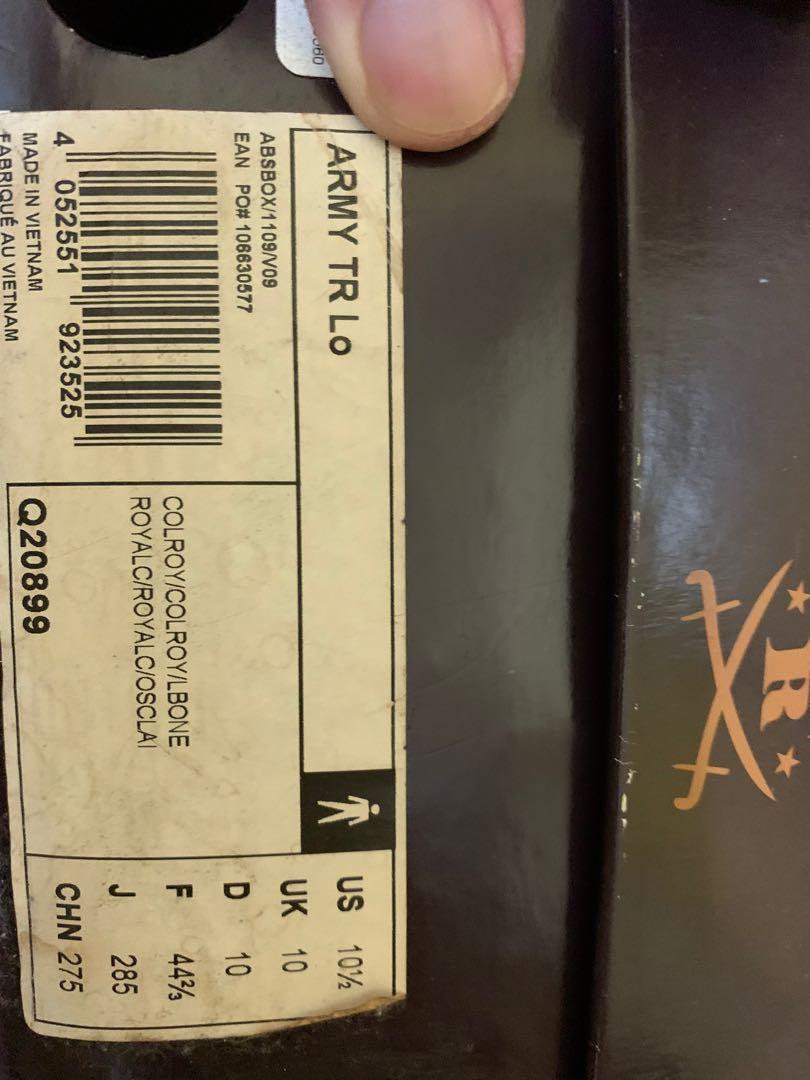 ARMY TR LO
ABSBOX/1109/V09
EAN PO# 106630577
4 052551 923525
MADE IN VIETNAM
FABRIQUÉ AU VIETNAM
COLROY/COLROY/LBONE
ROYALC/ROYALC/OSCLAI
Q20899
US 10½
UK 10
D 10
F 44⅔
J 285
CHN 275
R